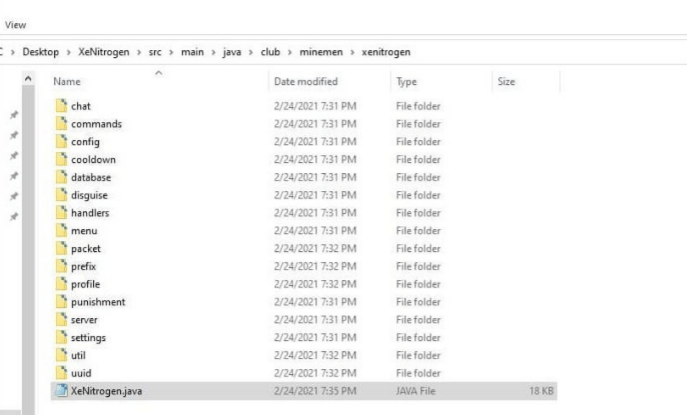 View
Desktop > XeNitrogen > src > main > java > club > minemen > xenitrogen
Name Date modified Type Size
chat 2/24/2021 7:31 PM File folder
commands 2/24/2021 7:31 PM File folder
config 2/24/2021 7:31 PM File folder
cooldown 2/24/2021 7:31 PM File folder
database 2/24/2021 7:31 PM File folder
disguise 2/24/2021 7:31 PM File folder
handlers 2/24/2021 7:31 PM File folder
menu 2/24/2021 7:31 PM File folder
packet 2/24/2021 7:32 PM File folder
prefix 2/24/2021 7:32 PM File folder
profile 2/24/2021 7:32 PM File folder
punishment 2/24/2021 7:31 PM File folder
server 2/24/2021 7:31 PM File folder
settings 2/24/2021 7:31 PM File folder
util 2/24/2021 7:32 PM File folder
uuid 2/24/2021 7:32 PM File folder
XeNitrogen.java 2/24/2021 7:35 PM JAVA File 18 KB